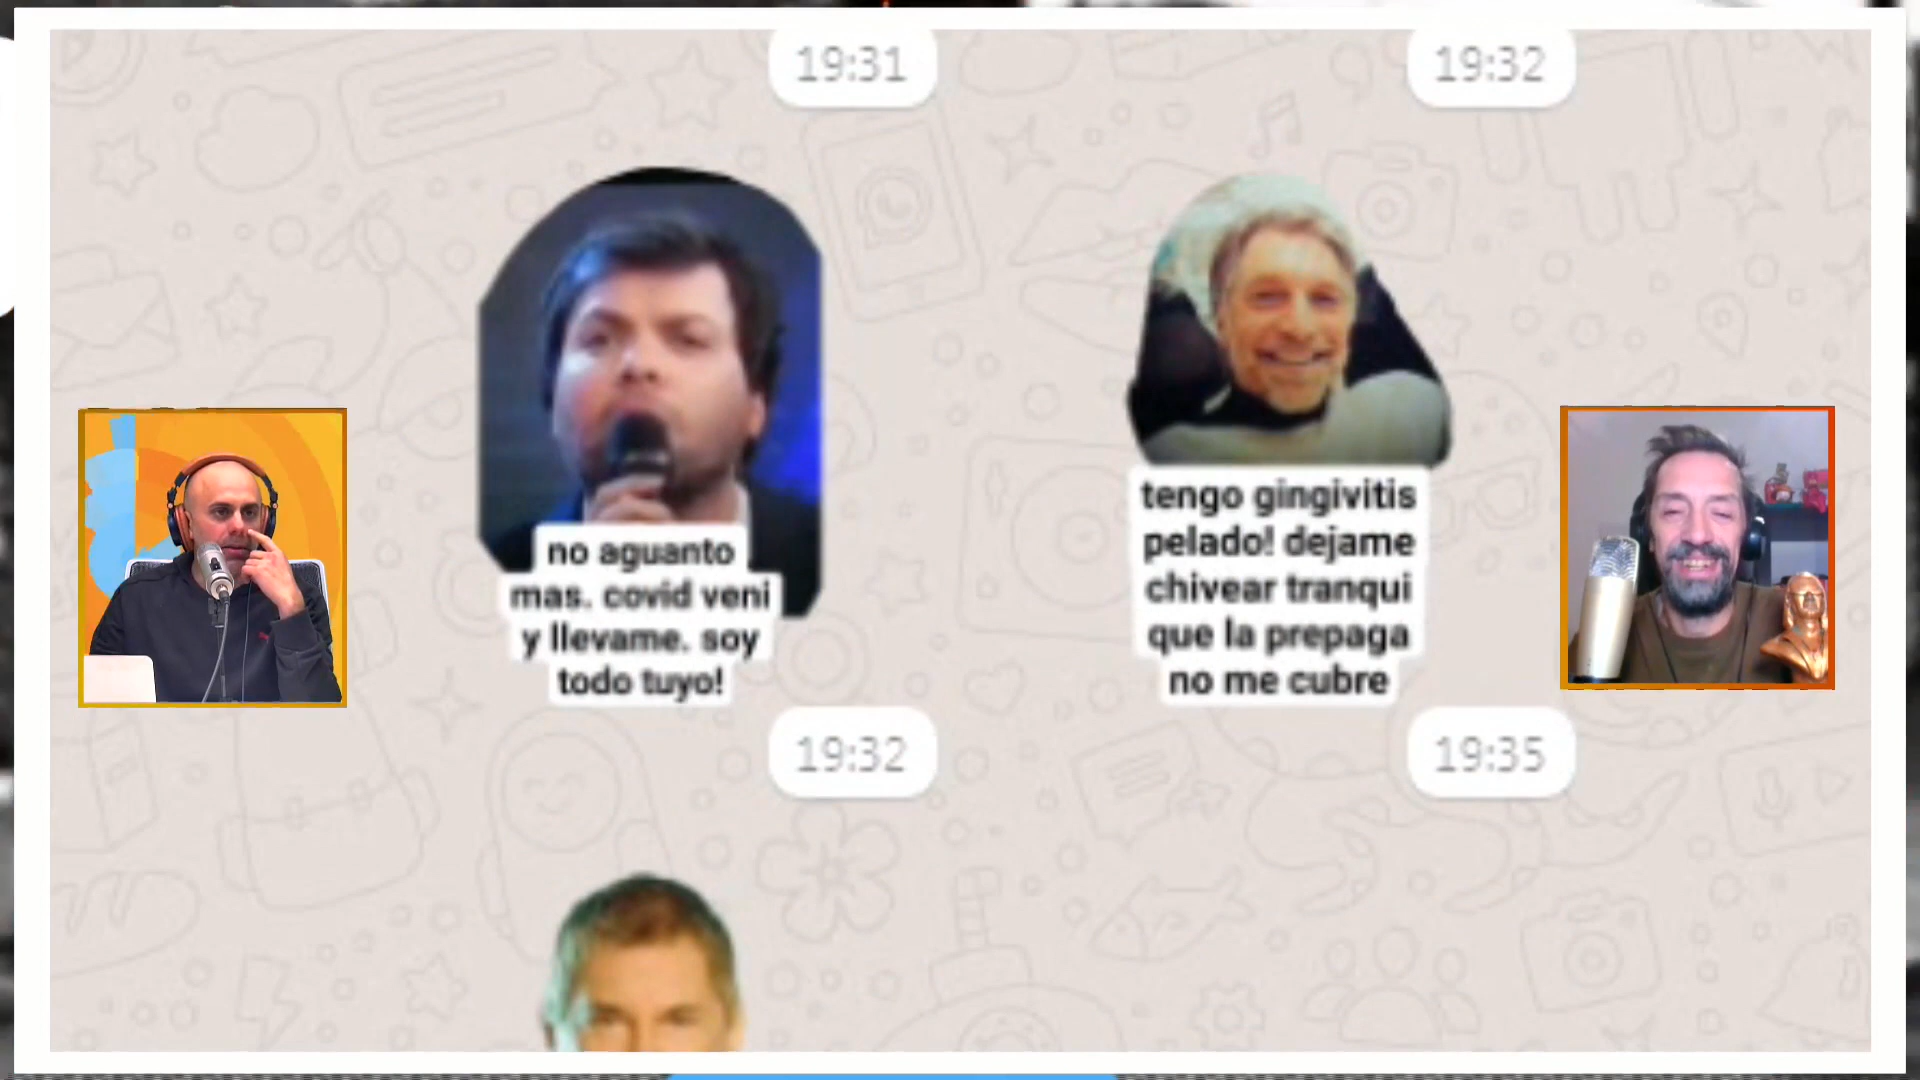 19:31
19:32
no aguanto
mas. covid veni
y llevame. soy
todo tuyo!
19:32
tengo gingivitis
pelado! dejame
chivear tranqui
que la prepaga
no me cubre
19:35